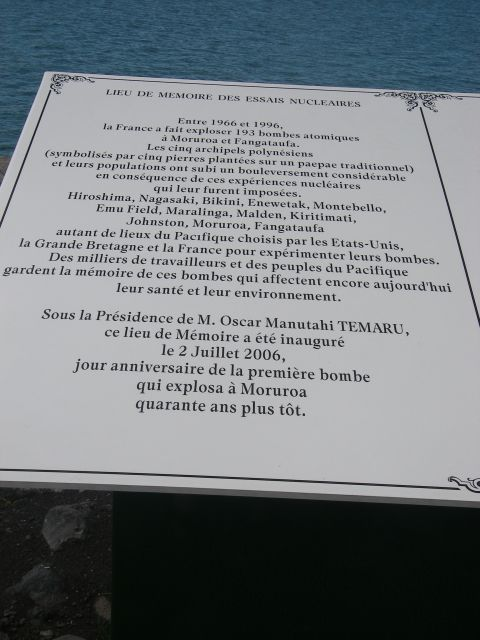 LIEU DE MEMOIRE DES ESSAIS NUCLEAIRES
Entre 1966 et 1996,
la France a fait exploser 193 bombes atomiques
à Moruroa et Fangataufa.
Les cinq archipels polynésiens
(symbolisés par cinq pierres plantées sur un paepae traditionnel)
et leurs populations ont subi un bouleversement considérable
en conséquence de ces expériences nucléaires
qui leur furent imposées.
Hiroshima, Nagasaki, Bikini, Enewetak, Montebello,
Emu Field, Maralinga, Malden, Kiritimati,
Johnston, Moruroa, Fangataufa
autant de lieux du Pacifique choisis par les Etats-Unis,
la Grande Bretagne et la France pour expérimenter leurs bombes.
Des milliers de travailleurs et des peuples du Pacifique
gardent la mémoire de ces bombes qui affectent encore aujourd'hui
leur santé et leur environnement.
Sous la Présidence de M. Oscar Manutahi TEMARU,
ce lieu de Mémoire a été inauguré
le 2 Juillet 2006,
jour anniversaire de la première bombe
qui explosa à Moruroa
quarante ans plus tôt.